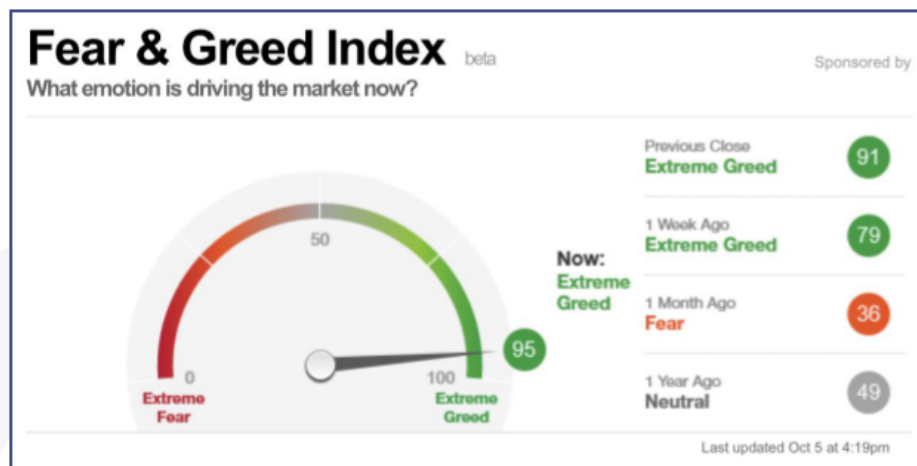 Fear & Greed Index beta
Sponsored by
What emotion is driving the market now?
50
0
100
Extreme
Fear
Extreme
Greed
95
Now:
Extreme
Greed
Previous Close
Extreme Greed
91
1 Week Ago
Extreme Greed
79
1 Month Ago
Fear
36
1 Year Ago
Neutral
49
Last updated Oct 5 at 4:19pm